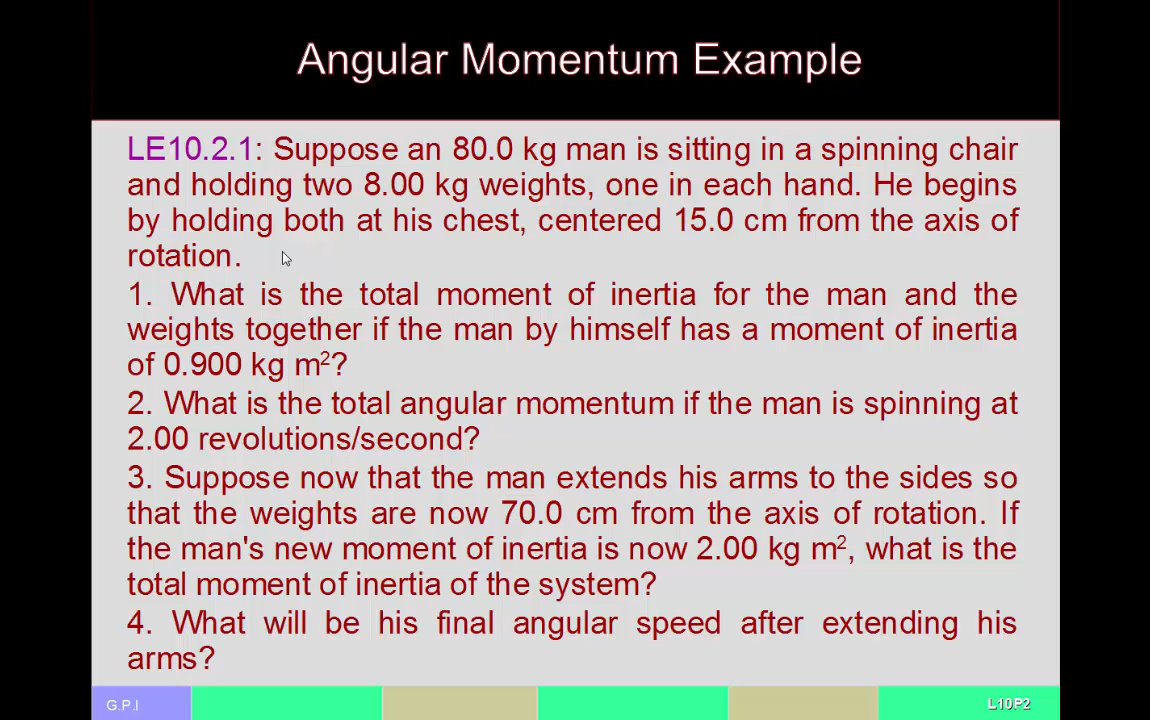 Angular Momentum Example
LE10.2.1: Suppose an 80.0 kg man is sitting in a spinning chair
and holding two 8.00 kg weights, one in each hand. He begins
by holding both at his chest, centered 15.0 cm from the axis of
rotation.
1. What is the total moment of inertia for the man and the
weights together if the man by himself has a moment of inertia
of 0.900 kg m²?
2. What is the total angular momentum if the man is spinning at
2.00 revolutions/second?
3. Suppose now that the man extends his arms to the sides so
that the weights are now 70.0 cm from the axis of rotation. If
the man's new moment of inertia is now 2.00 kg m², what is the
total moment of inertia of the system?
4. What will be his final angular speed after extending his
arms?
G.P.I
L10P2